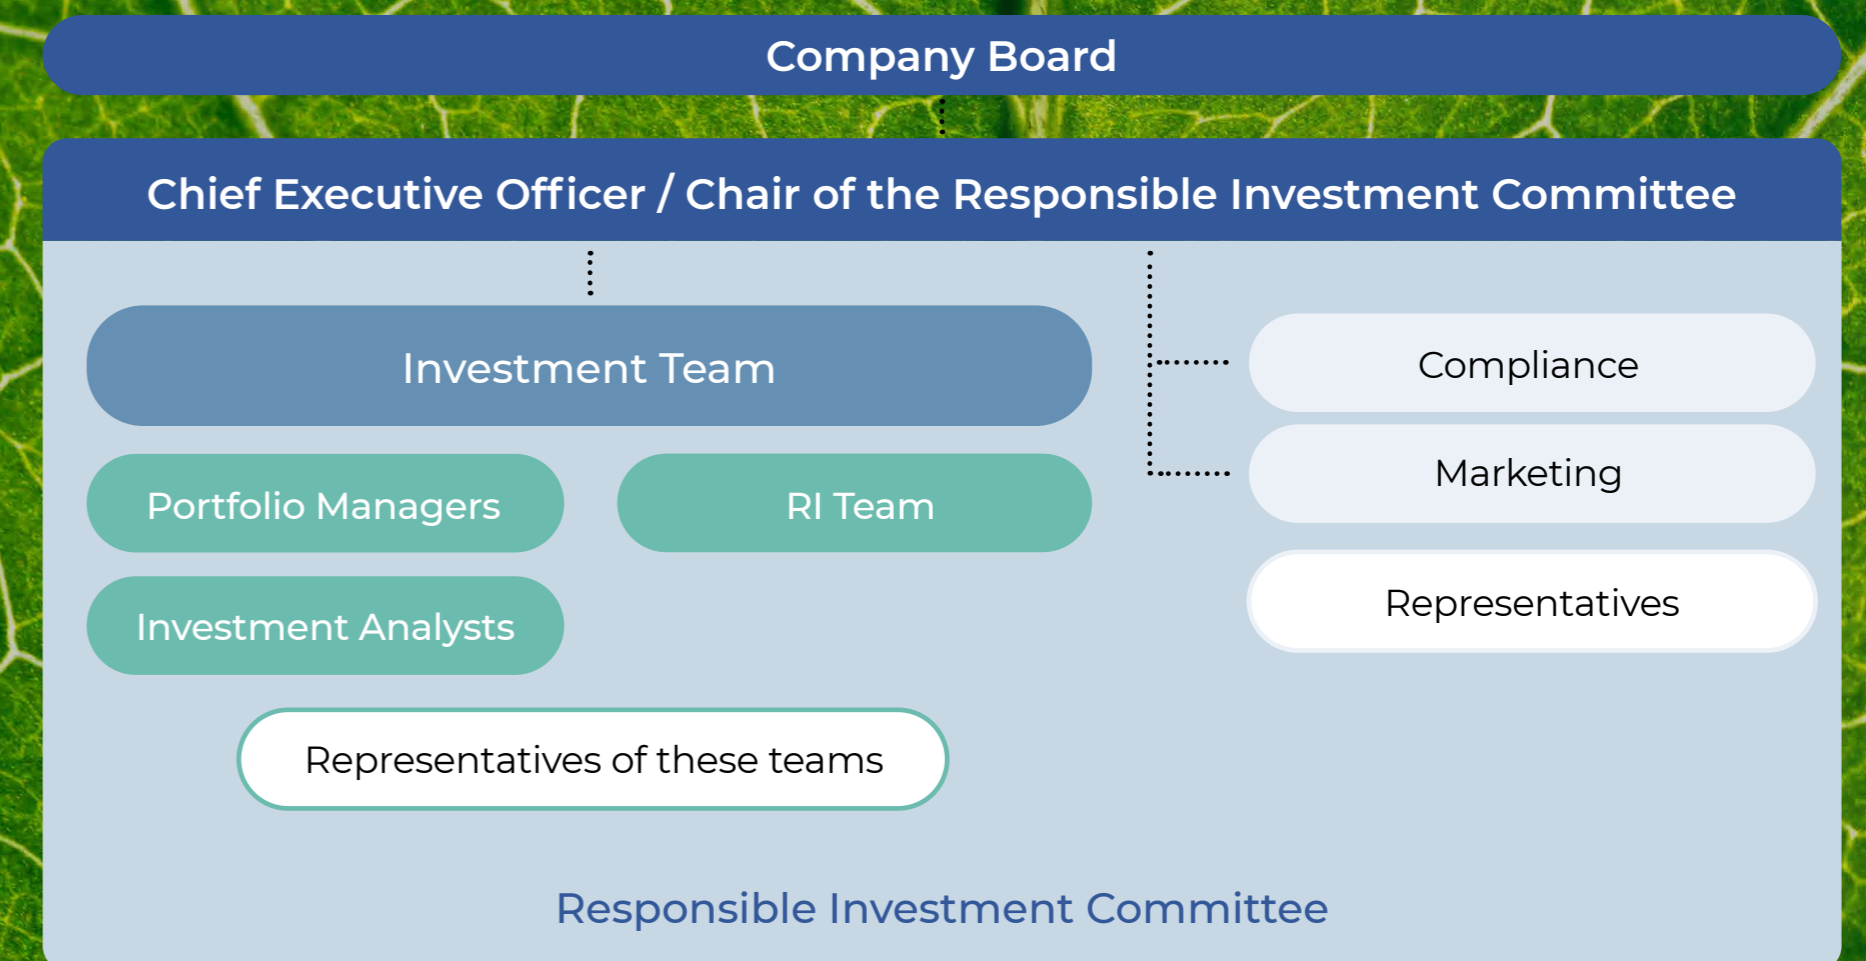 Company Board
Chief Executive Officer / Chair of the Responsible Investment Committee
Investment Team
Portfolio Managers
RI Team
Investment Analysts
Representatives of these teams
Compliance
Marketing
Representatives
Responsible Investment Committee